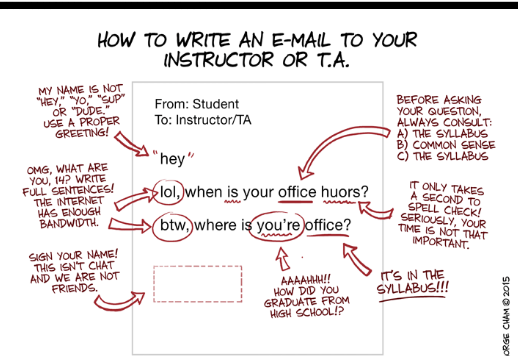 HOW TO WRITE AN E-MAIL TO YOUR
INSTRUCTOR OR T.A.
MY NAME IS NOT
"HEY," "YO," "SUP"
OR "DUDE."
USE A PROPER
GREETING!
OMG, WHAT ARE
YOU, 14? WRITE
FULL SENTENCES!
THE INTERNET
HAS ENOUGH
BANDWIDTH.
SIGN YOUR NAME!
THIS ISN'T CHAT
AND WE ARE NOT
FRIENDS.
From: Student
To: Instructor/TA
"hey"
lol, when is your office huors?
btw, where is you're office?
AAAAHHH!!
HOW DID YOU
GRADUATE FROM
HIGH SCHOOL!?
BEFORE ASKING
YOUR QUESTION,
ALWAYS CONSULT:
A) THE SYLLABUS
B) COMMON SENSE
C) THE SYLLABUS
IT ONLY TAKES
A SECOND TO
SPELL CHECK!
SERIOUSLY, YOUR
TIME IS NOT THAT
IMPORTANT.
IT'S IN THE
SYLLABUS!!!
ORGE CHAM © 2015